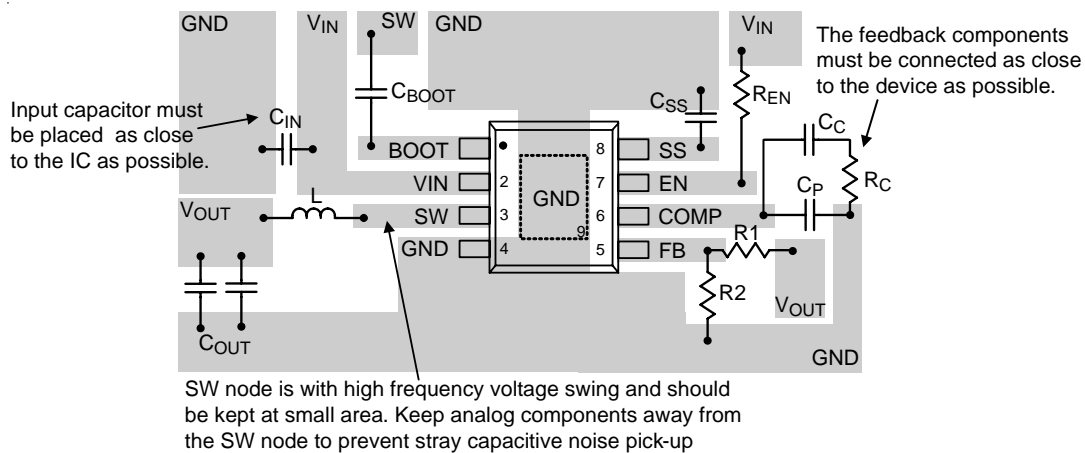 GND
VIN
SW
GND
VIN
The feedback components
must be connected as close
to the device as possible.
Input capacitor must
be placed as close
to the IC as possible.
CIN
CBOOT
CSS
REN
CC
RC
CP
BOOT
VIN
SW
GND
2
3
4
GND
9
8
7
6
5
SS
EN
COMP
FB
VOUT
L
R1
R2
VOUT
COUT
GND
SW node is with high frequency voltage swing and should
be kept at small area. Keep analog components away from
the SW node to prevent stray capacitive noise pick-up